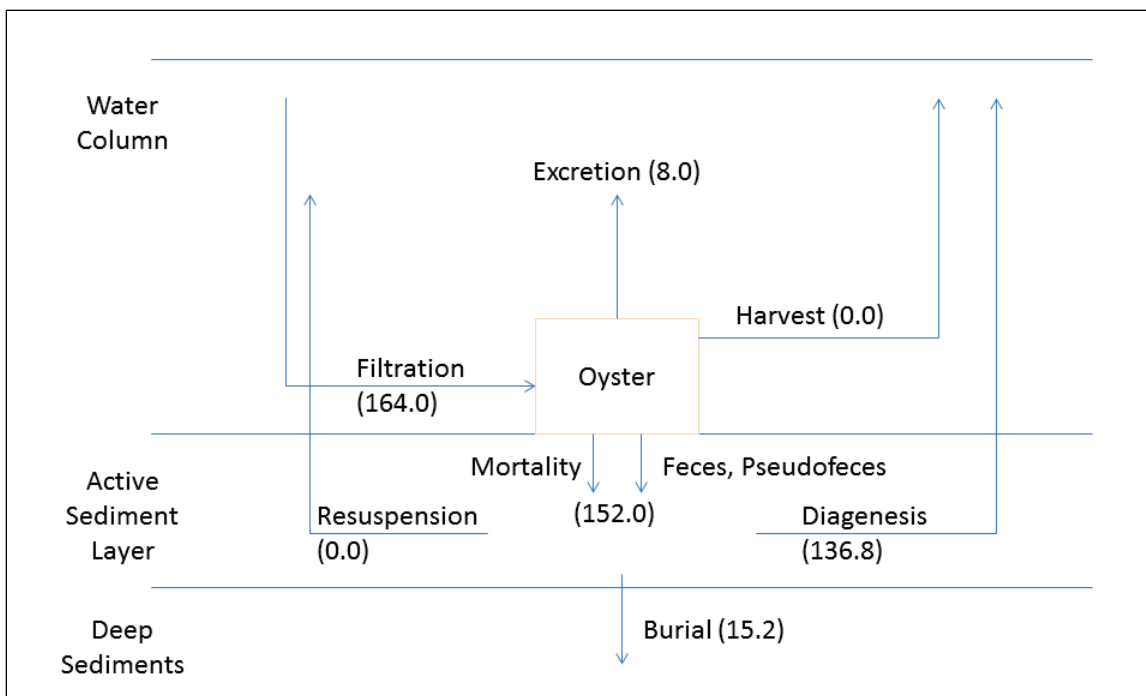 Water
Column
Excretion (8.0)
Harvest (0.0)
Filtration
(164.0)
Oyster
Mortality
Feces, Pseudofeces
Active
Sediment
Layer
Resuspension
(0.0)
(152.0)
Diagenesis
(136.8)
Deep
Sediments
Burial (15.2)